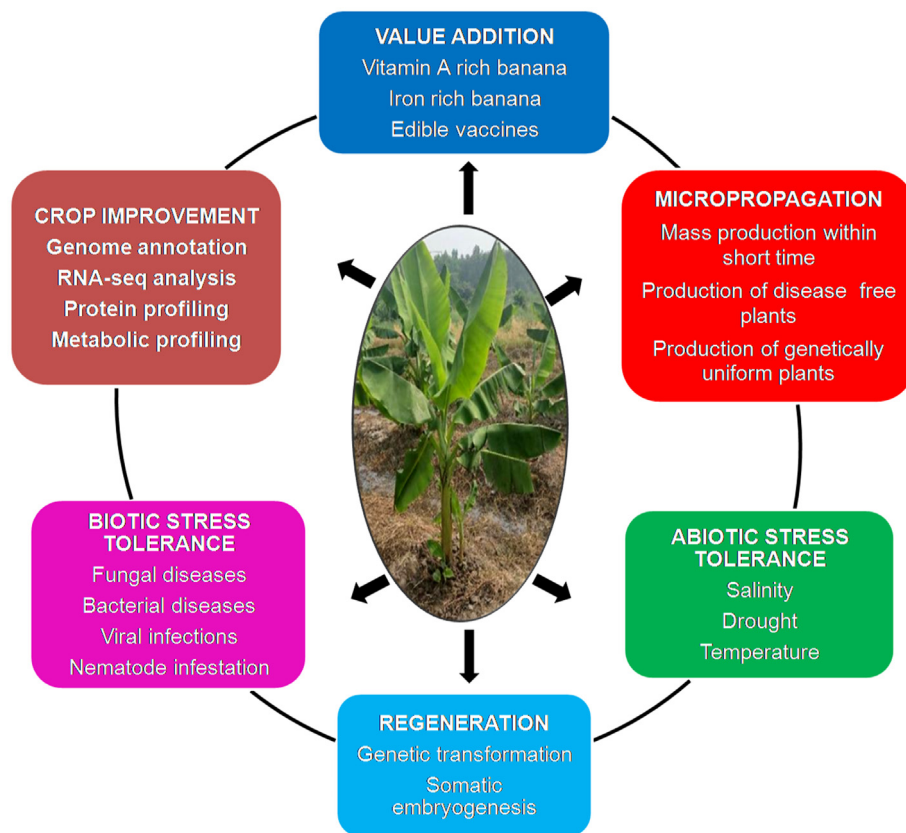 VALUE ADDITION
Vitamin A rich banana
Iron rich banana
Edible vaccines
MICROPROPAGATION
Mass production within
short time
Production of disease free
plants
Production of genetically
uniform plants
ABIOTIC STRESS
TOLERANCE
Salinity
Drought
Temperature
REGENERATION
Genetic transformation
Somatic
embryogenesis
BIOTIC STRESS
TOLERANCE
Fungal diseases
Bacterial diseases
Viral infections
Nematode infestation
CROP IMPROVEMENT
Genome annotation
RNA-seq analysis
Protein profiling
Metabolic profiling